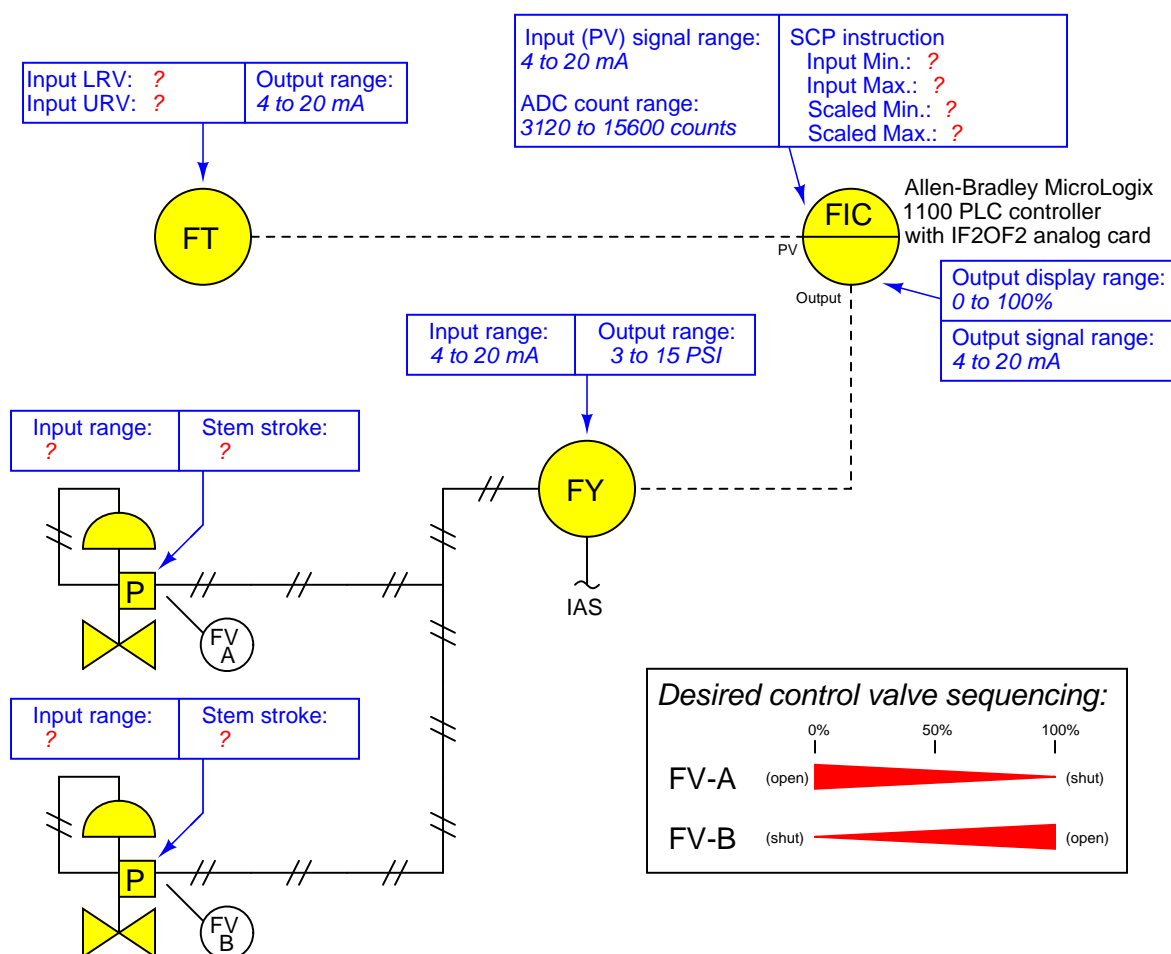 Input (PV) signal range:
4 to 20 mA
ADC count range:
3120 to 15600 counts
SCP instruction
Input Min.: ?
Input Max.: ?
Scaled Min.: ?
Scaled Max.: ?
Input LRV: ?
Input URV: ?
Output range:
4 to 20 mA
FT
FIC
PV
Output
Allen-Bradley MicroLogix
1100 PLC controller
with IF2OF2 analog card
Output display range:
0 to 100%
Output signal range:
4 to 20 mA
Input range:
4 to 20 mA
Output range:
3 to 15 PSI
FY
IAS
Input range:
?
Stem stroke:
?
P
FV
A
Input range:
?
Stem stroke:
?
P
FV
B
Desired control valve sequencing:
0% 50% 100%
FV-A (open) (shut)
FV-B (shut) (open)